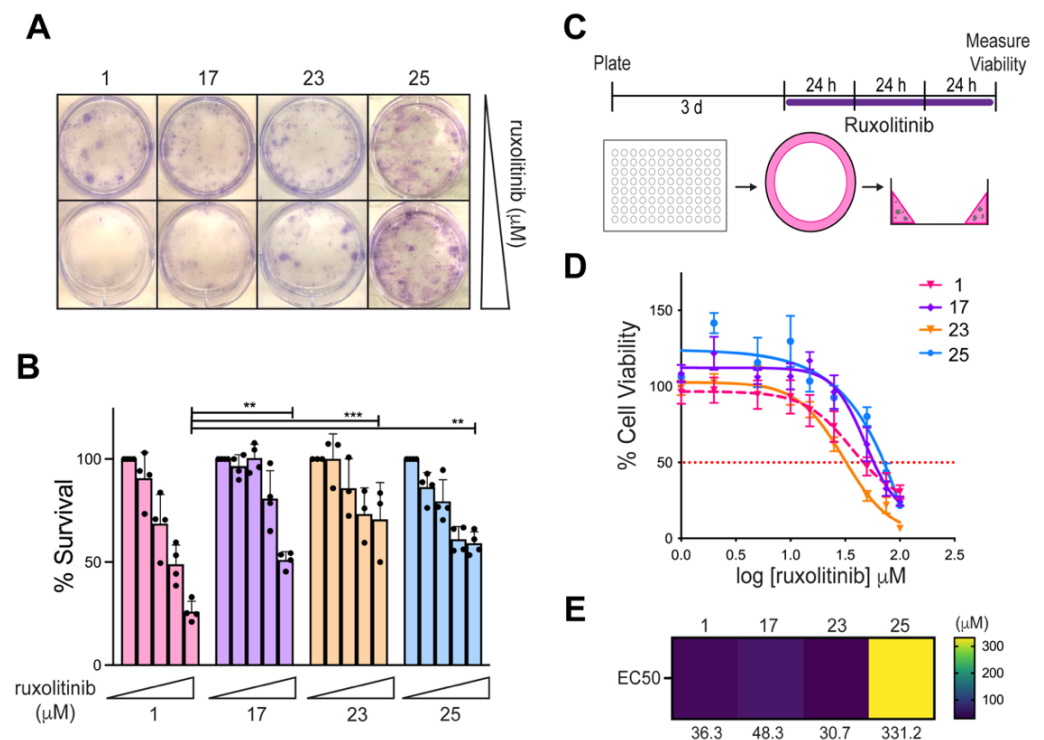 A
1 17 23 25
ruxolitinib (μM)
B
** *** **
% Survival
100
50
0
ruxolitinib
(μM)
1 17 23 25
C
Plate
Measure
Viability
24 h 24 h 24 h
3 d
Ruxolitinib
D
% Cell Viability
150
100
50
0
0.0 0.5 1.0 1.5 2.0 2.5
log [ruxolitinib] μM
1
17
23
25
E
1 17 23 25
(μM)
EC50
300
200
100
36.3 48.3 30.7 331.2